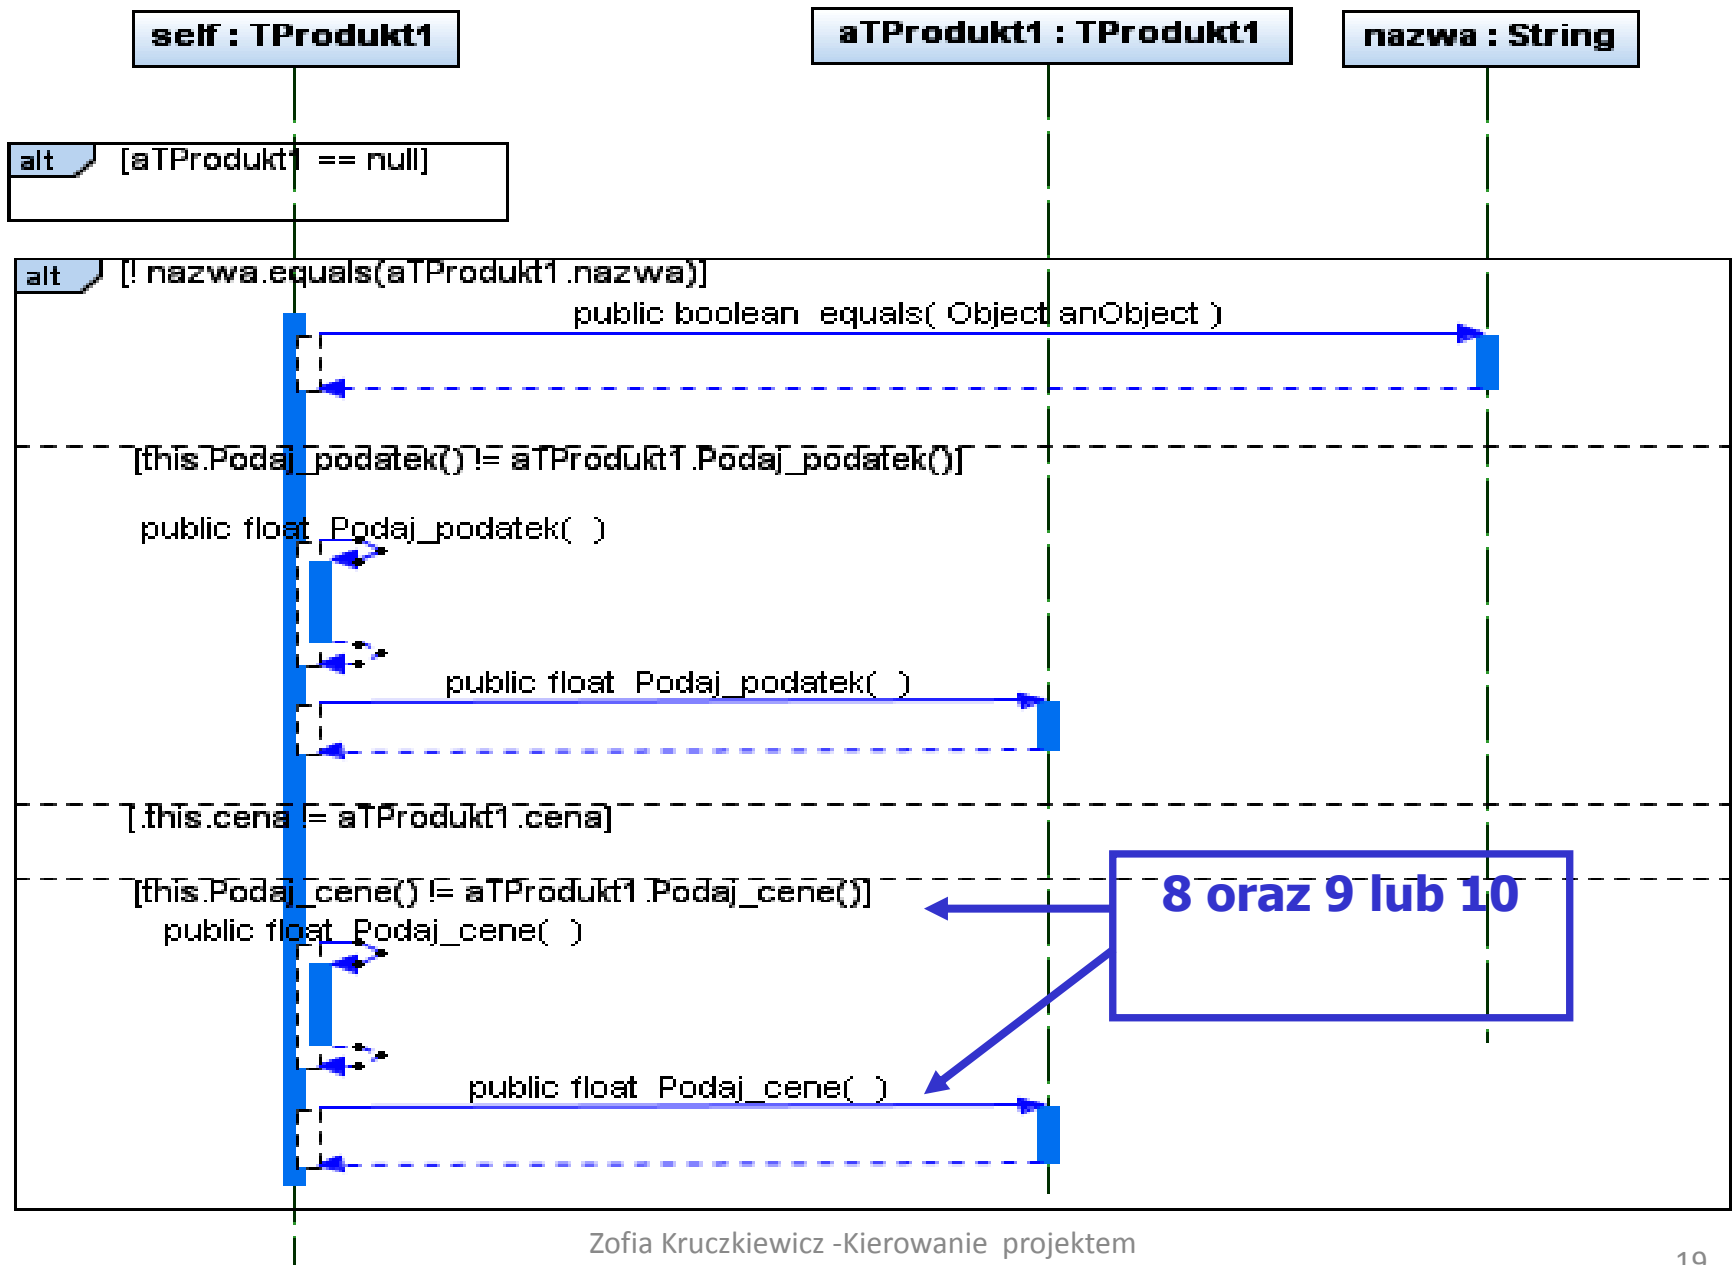 self : TProdukt1
aTProdukt1 : TProdukt1
nazwa : String
alt [aTProdukt1 == null]
alt [! nazwa.equals(aTProdukt1.nazwa)]
public boolean equals( Object anObject )
[this.Podaj_podatek() != aTProdukt1.Podaj_podatek()]
public float Podaj_podatek( )
public float Podaj_podatek( )
[.this.cena != aTProdukt1.cena]
[this.Podaj_cene() != aTProdukt1.Podaj_cene()]
8 oraz 9 lub 10
public float Podaj_cene( )
public float Podaj_cene( )
Zofia Kruczkiewicz -Kierowanie projektem
19